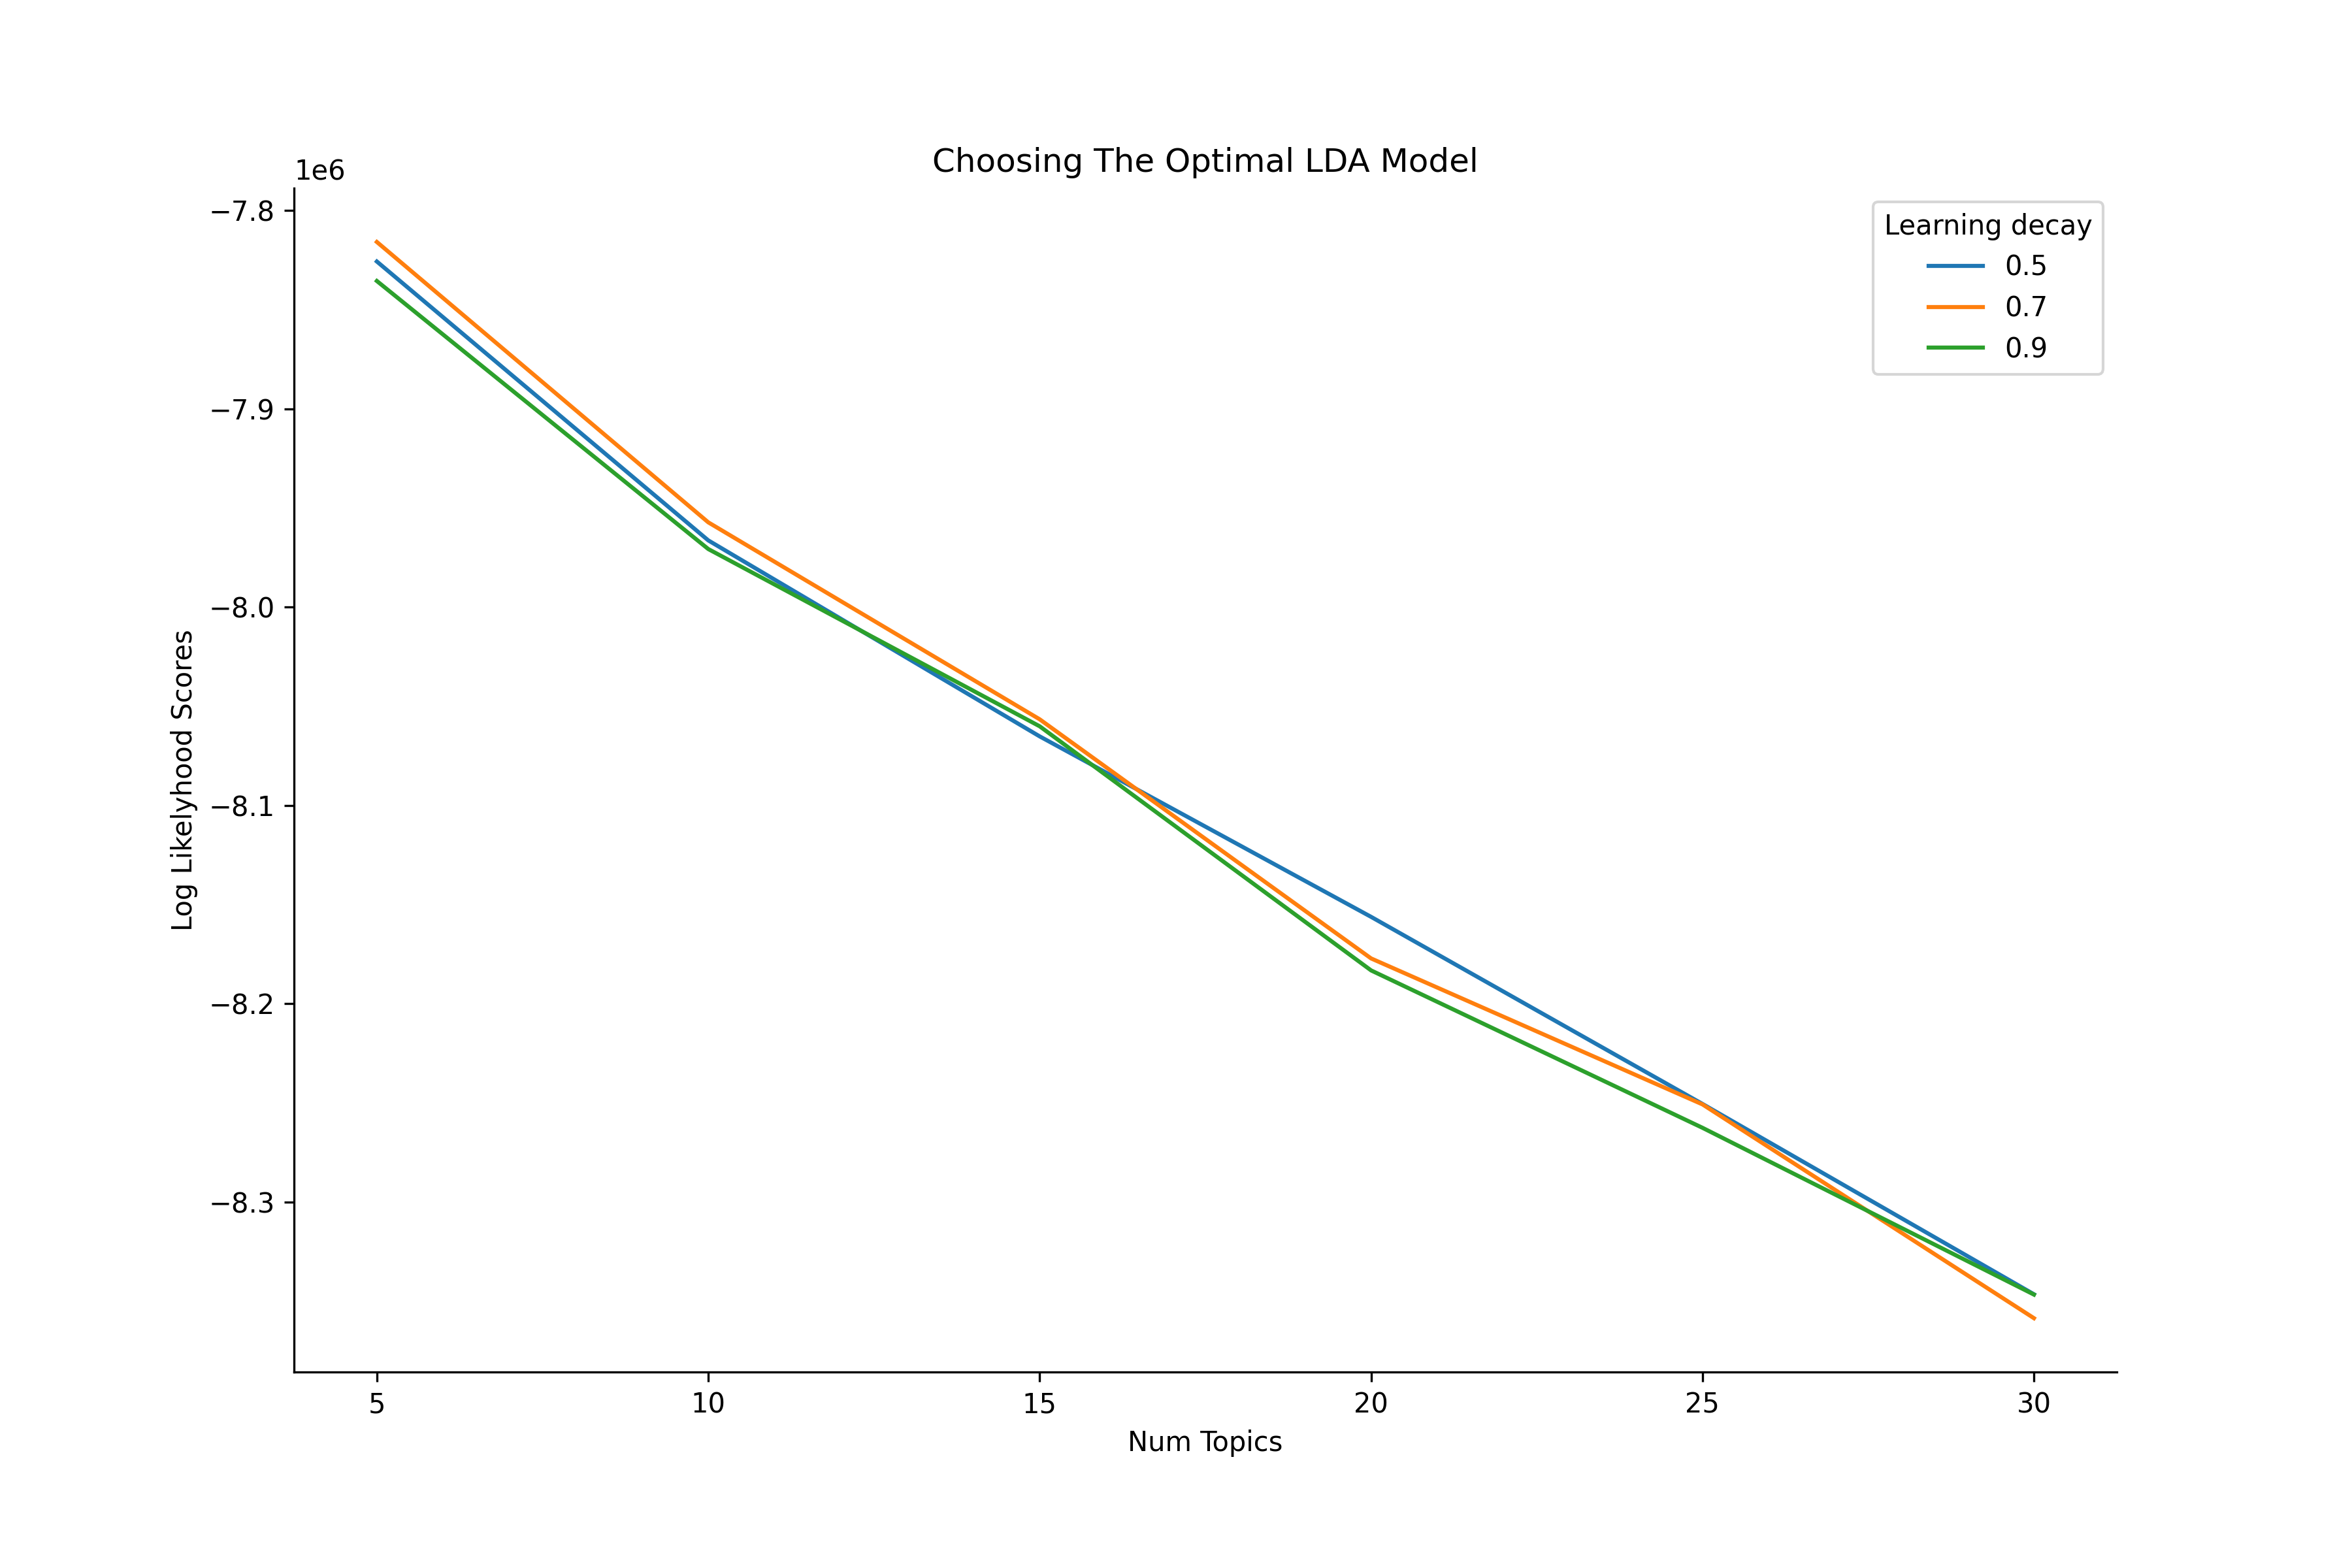 Choosing The Optimal LDA Model
1e6
−7.8
−7.9
−8.0
−8.1
−8.2
−8.3
Log Likelyhood Scores
5 10 15 20 25 30
Num Topics
Learning decay
0.5
0.7
0.9